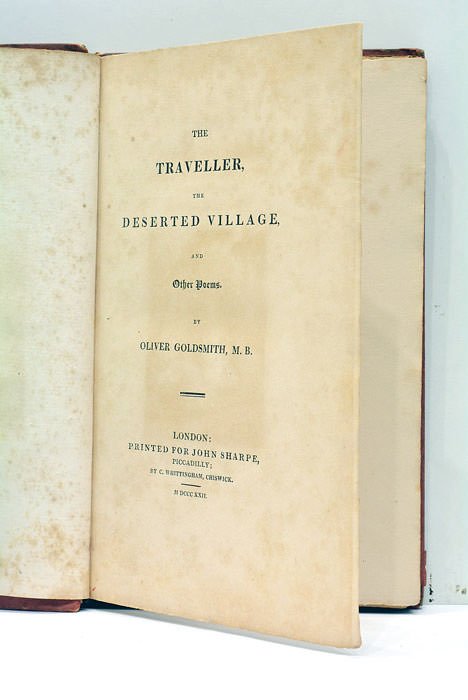 THE
TRAVELLER,
THE
DESERTED VILLAGE,
AND
Other Poems.
BY
OLIVER GOLDSMITH, M. B.
LONDON:
PRINTED FOR JOHN SHARPE,
PICCADILLY;
BY C. WHITTINGHAM, CHISWICK.
M DCCC XXII.